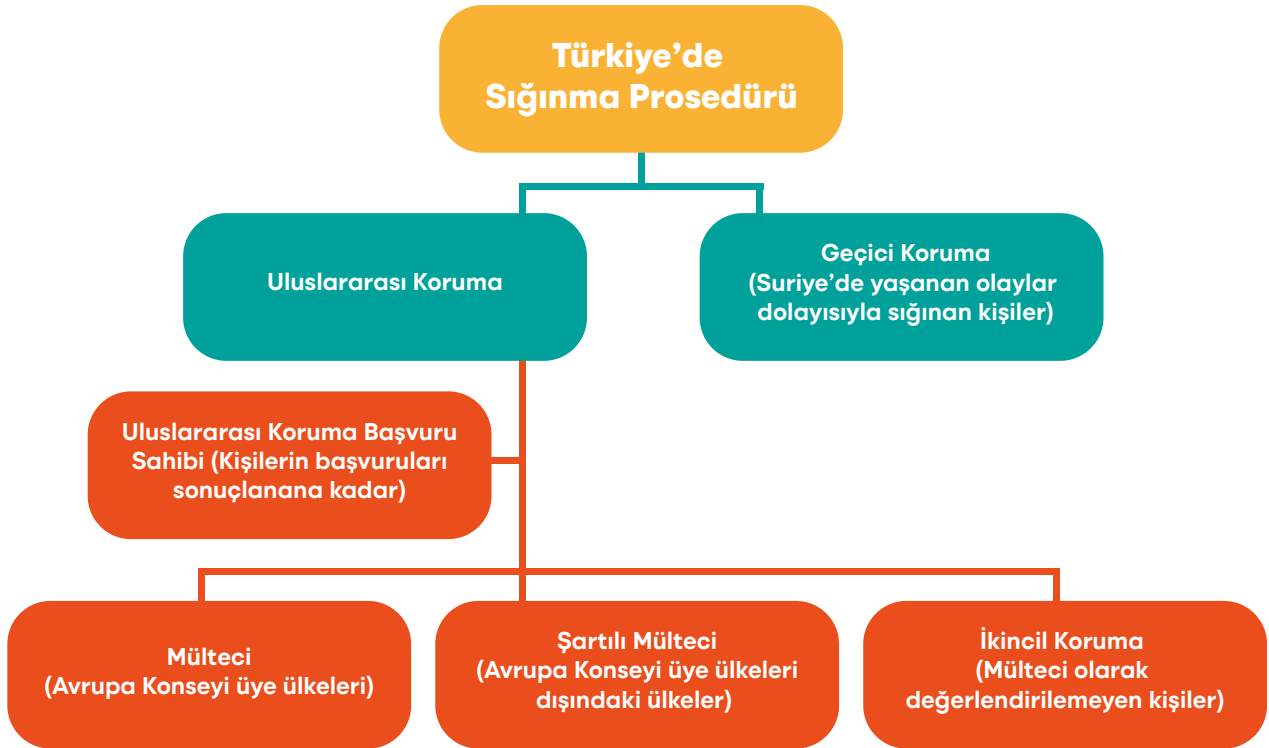 Türkiye’de
Sığınma Prosedürü
Uluslararası Koruma
Geçici Koruma
(Suriye’de yaşanan olaylar
dolayısıyla sığınan kişiler)
Uluslararası Koruma Başvuru
Sahibi (Kişilerin başvuruları
sonuçlanana kadar)
Mülteci
(Avrupa Konseyi üye ülkeleri)
Şartılı Mülteci
(Avrupa Konseyi üye ülkeleri
dışındaki ülkeler)
İkincil Koruma
(Mülteci olarak
değerlendirilemeyen kişiler)